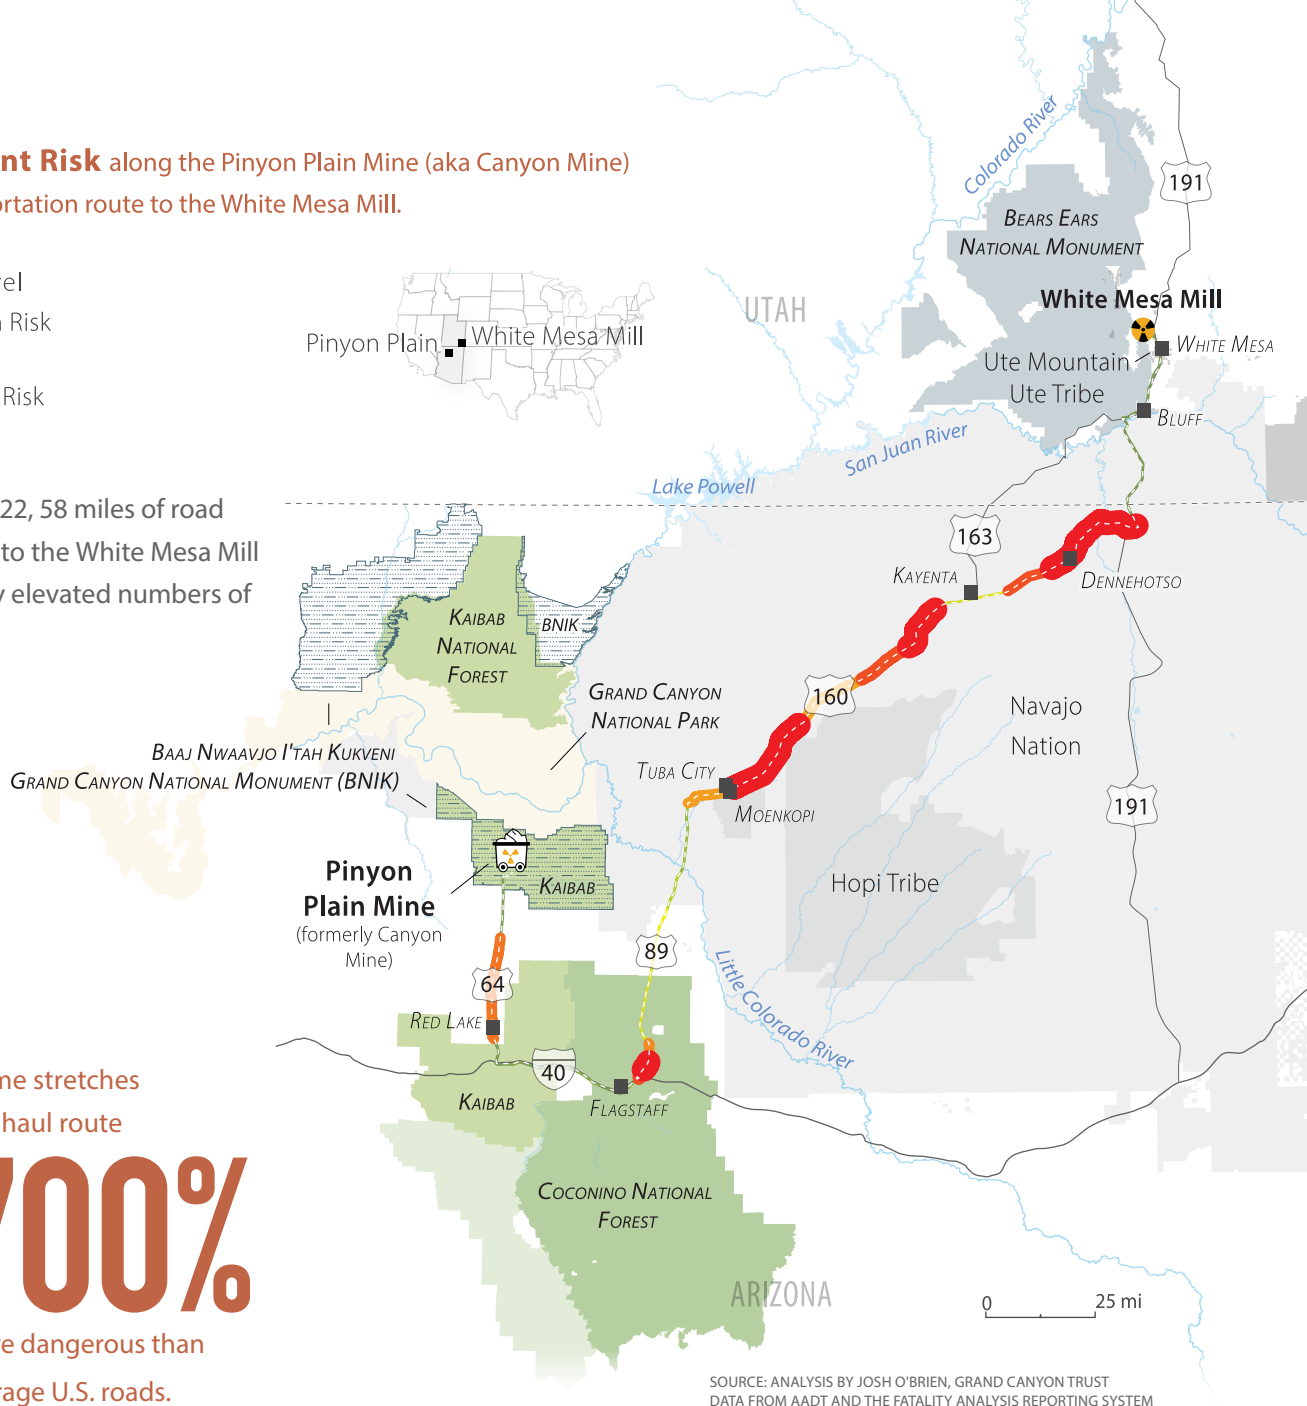 nt Risk along the Pinyon Plain Mine (aka Canyon Mine)
rtation route to the White Mesa Mill.
el
Risk
Risk
22, 58 miles of road
to the White Mesa Mill
y elevated numbers of
me stretches
haul route
700%
e dangerous than
rage U.S. roads.
Pinyon Plain
White Mesa Mill
UTAH
Colorado River
191
BEARS EARS
NATIONAL MONUMENT
White Mesa Mill
WHITE MESA
Ute Mountain
Ute Tribe
BLUFF
San Juan River
Lake Powell
163
KAYENTA
DENNEHOTSO
KAIBAB
NATIONAL
FOREST
BNIK
GRAND CANYON
NATIONAL PARK
160
Navajo
Nation
BAAJ NWAAVJO I'TAH KUKVENI
GRAND CANYON NATIONAL MONUMENT (BNIK)
TUBA CITY
MOENKOPI
191
Pinyon
Plain Mine
(formerly Canyon
Mine)
KAIBAB
Hopi Tribe
89
64
RED LAKE
Little Colorado River
40
KAIBAB
FLAGSTAFF
COCONINO NATIONAL
FOREST
ARIZONA
0 25 mi
SOURCE: ANALYSIS BY JOSH O'BRIEN, GRAND CANYON TRUST
DATA FROM AADT AND THE FATALITY ANALYSIS REPORTING SYSTEM